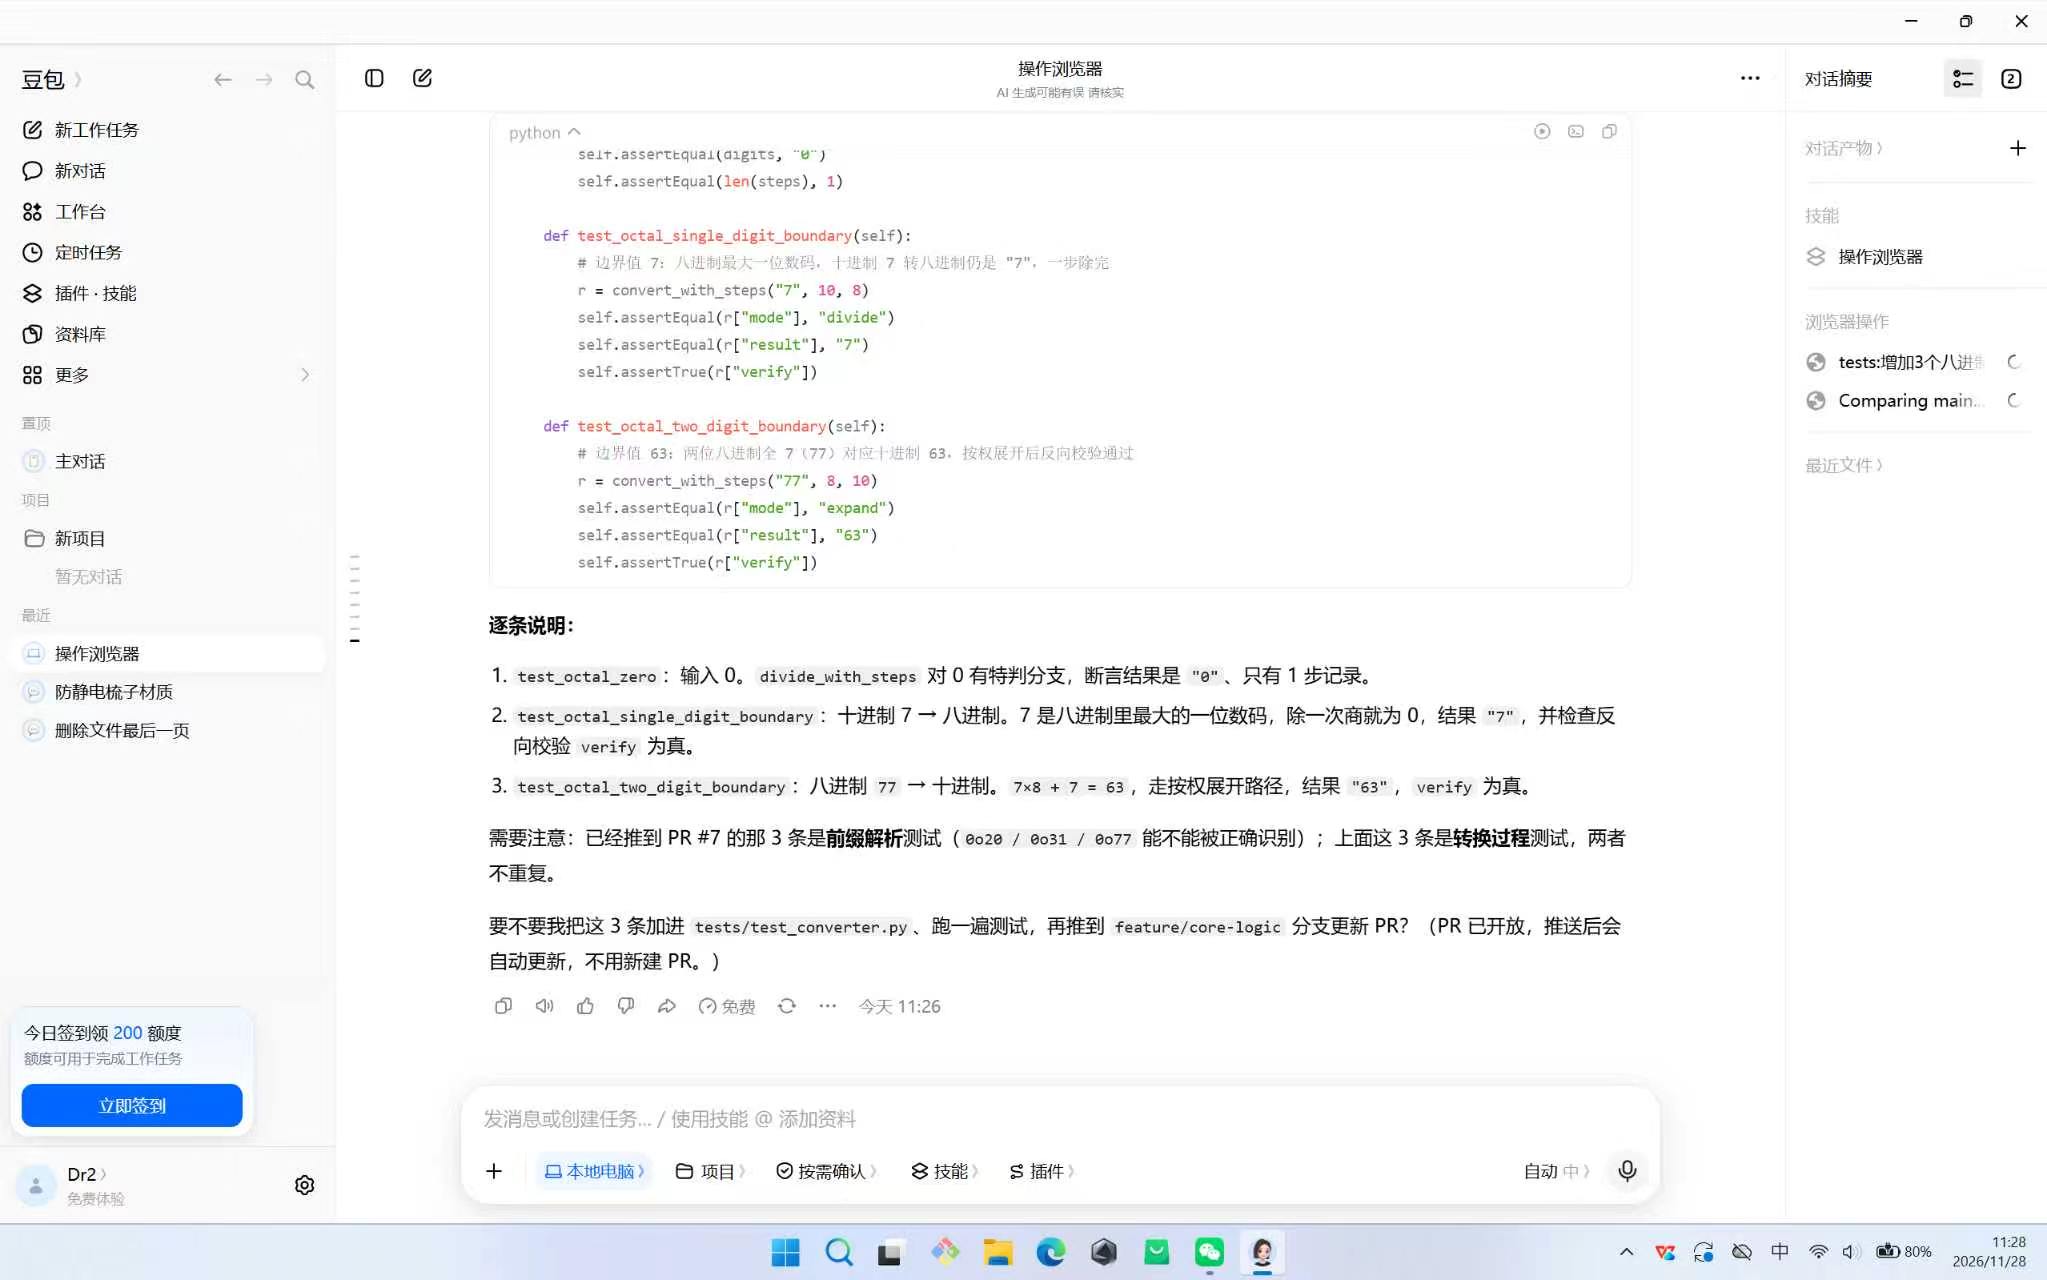 豆包
新工作任务
新对话
工作台
定时任务
插件 · 技能
资料库
更多
置顶
主对话
项目
新项目
暂无对话
最近
操作浏览器
防静电梳子材质
删除文件最后一页
今日签到领 200 额度
额度可用于完成工作任务
立即签到
Dr2
免费体验
操作浏览器
AI 生成可能有误 请核实
python
self.assertEqual(digits, "0")
self.assertEqual(len(steps), 1)
def test_octal_single_digit_boundary(self):
# 边界值 7：八进制最大一位数码，十进制 7 转八进制仍是 "7"，一步除完
r = convert_with_steps("7", 10, 8)
self.assertEqual(r["mode"], "divide")
self.assertEqual(r["result"], "7")
self.assertTrue(r["verify"])
def test_octal_two_digit_boundary(self):
# 边界值 63：两位八进制全 7（77）对应十进制 63，按权展开后反向校验通过
r = convert_with_steps("77", 8, 10)
self.assertEqual(r["mode"], "expand")
self.assertEqual(r["result"], "63")
self.assertTrue(r["verify"])
逐条说明：
1. test_octal_zero：输入 0。divide_with_steps 对 0 有特判分支，断言结果是 "0"、只有 1 步记录。
2. test_octal_single_digit_boundary：十进制 7 → 八进制。7 是八进制里最大的一位数码，除一次商就为 0，结果 "7"，并检查反
向校验 verify 为真。
3. test_octal_two_digit_boundary：八进制 77 → 十进制。7×8 + 7 = 63，走按权展开路径，结果 "63"，verify 为真。
需要注意：已经推到 PR #7 的那 3 条是前缀解析测试（0o20 / 0o31 / 0o77 能不能被正确识别）；上面这 3 条是转换过程测试，两者
不重复。
要不要我把这 3 条加进 tests/test_converter.py、跑一遍测试，再推到 feature/core-logic 分支更新 PR？（PR 已开放，推送后会
自动更新，不用新建 PR。）
免费 今天 11:26
发消息或创建任务... / 使用技能 @ 添加资料
本地电脑 项目 按需确认 技能 插件 自动 中
对话摘要 2
对话产物
技能
操作浏览器
浏览器操作
tests:增加3个八进制
Comparing main...
最近文件
中 80% 11:28
2026/11/28